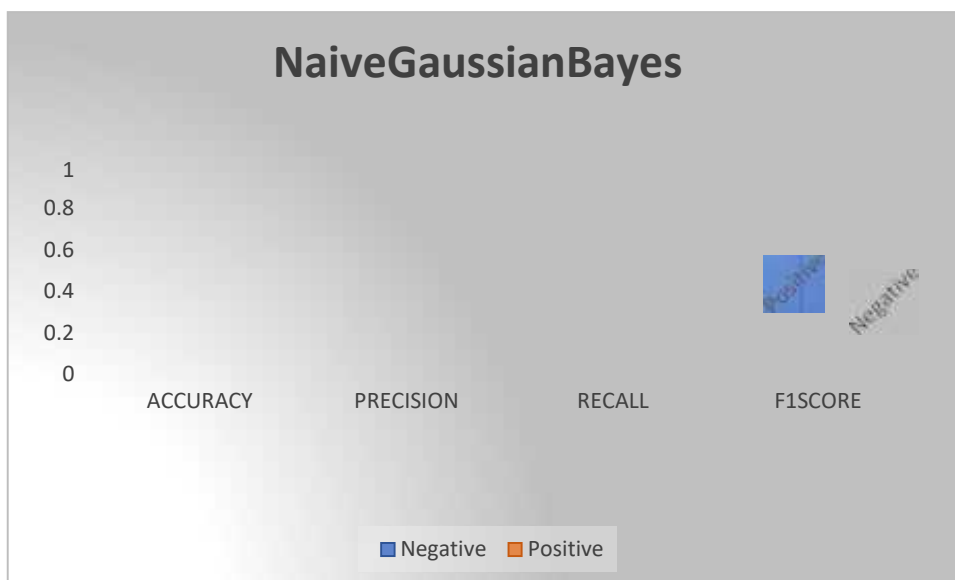 NaiveGaussianBayes
1
0.8
0.6
0.4
0.2
0
Positive
Negative
ACCURACY PRECISION RECALL F1SCORE
Negative Positive